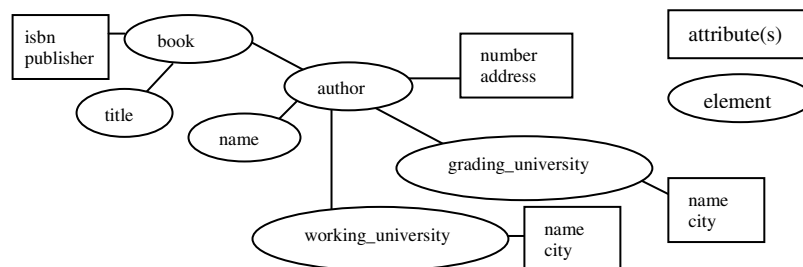 isbn
publisher
book
title
author
name
number
address
attribute(s)
element
grading_university
name
city
working_university
name
city